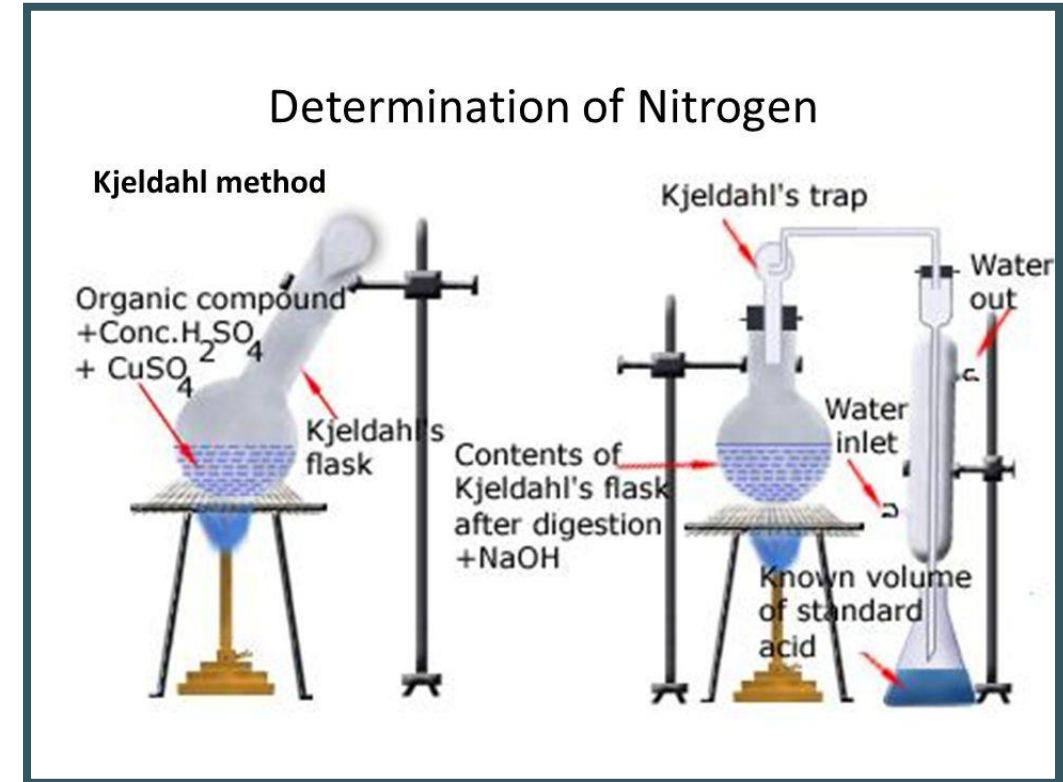 Determination of Nitrogen
Kjeldahl method
Organic compound
+Conc.H2SO4
+ CuSO4
Kjeldahl's
flask
Kjeldahl's trap
Water
out
Water
inlet
Contents of
Kjeldahl's flask
after digestion
+NaOH
Known volume
of standard
acid